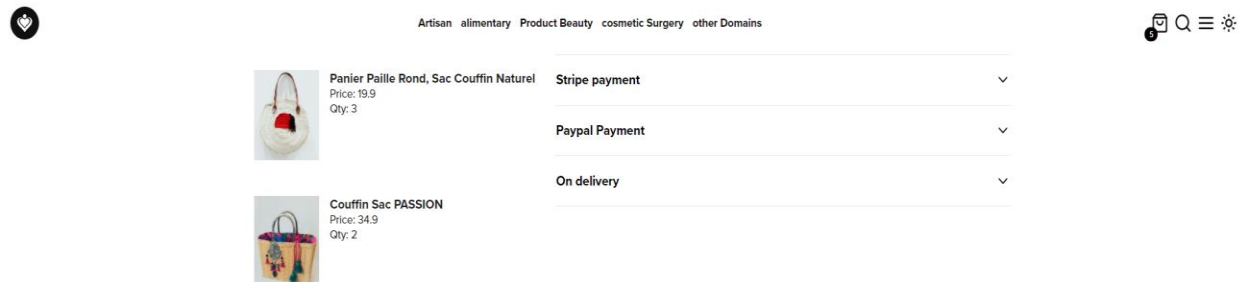 Artisan alimentary Product Beauty cosmetic Surgery other Domains
5
Panier Paille Rond, Sac Couffin Naturel
Price: 19.9
Qty: 3
Couffin Sac PASSION
Price: 34.9
Qty: 2
Stripe payment
Paypal Payment
On delivery